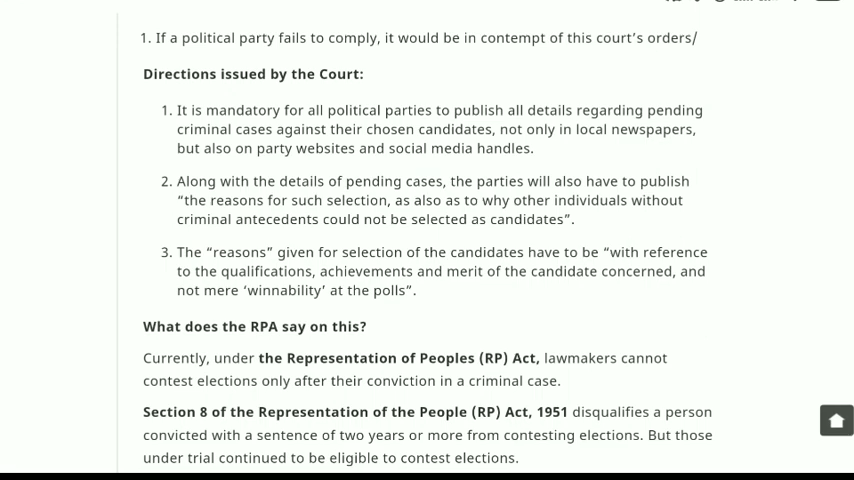 1. If a political party fails to comply, it would be in contempt of this court’s orders/
Directions issued by the Court:
1. It is mandatory for all political parties to publish all details regarding pending
criminal cases against their chosen candidates, not only in local newspapers,
but also on party websites and social media handles.
2. Along with the details of pending cases, the parties will also have to publish
“the reasons for such selection, as also as to why other individuals without
criminal antecedents could not be selected as candidates”.
3. The “reasons” given for selection of the candidates have to be “with reference
to the qualifications, achievements and merit of the candidate concerned, and
not mere ‘winnability’ at the polls”.
What does the RPA say on this?
Currently, under the Representation of Peoples (RP) Act, lawmakers cannot
contest elections only after their conviction in a criminal case.
Section 8 of the Representation of the People (RP) Act, 1951 disqualifies a person
convicted with a sentence of two years or more from contesting elections. But those
under trial continued to be eligible to contest elections.